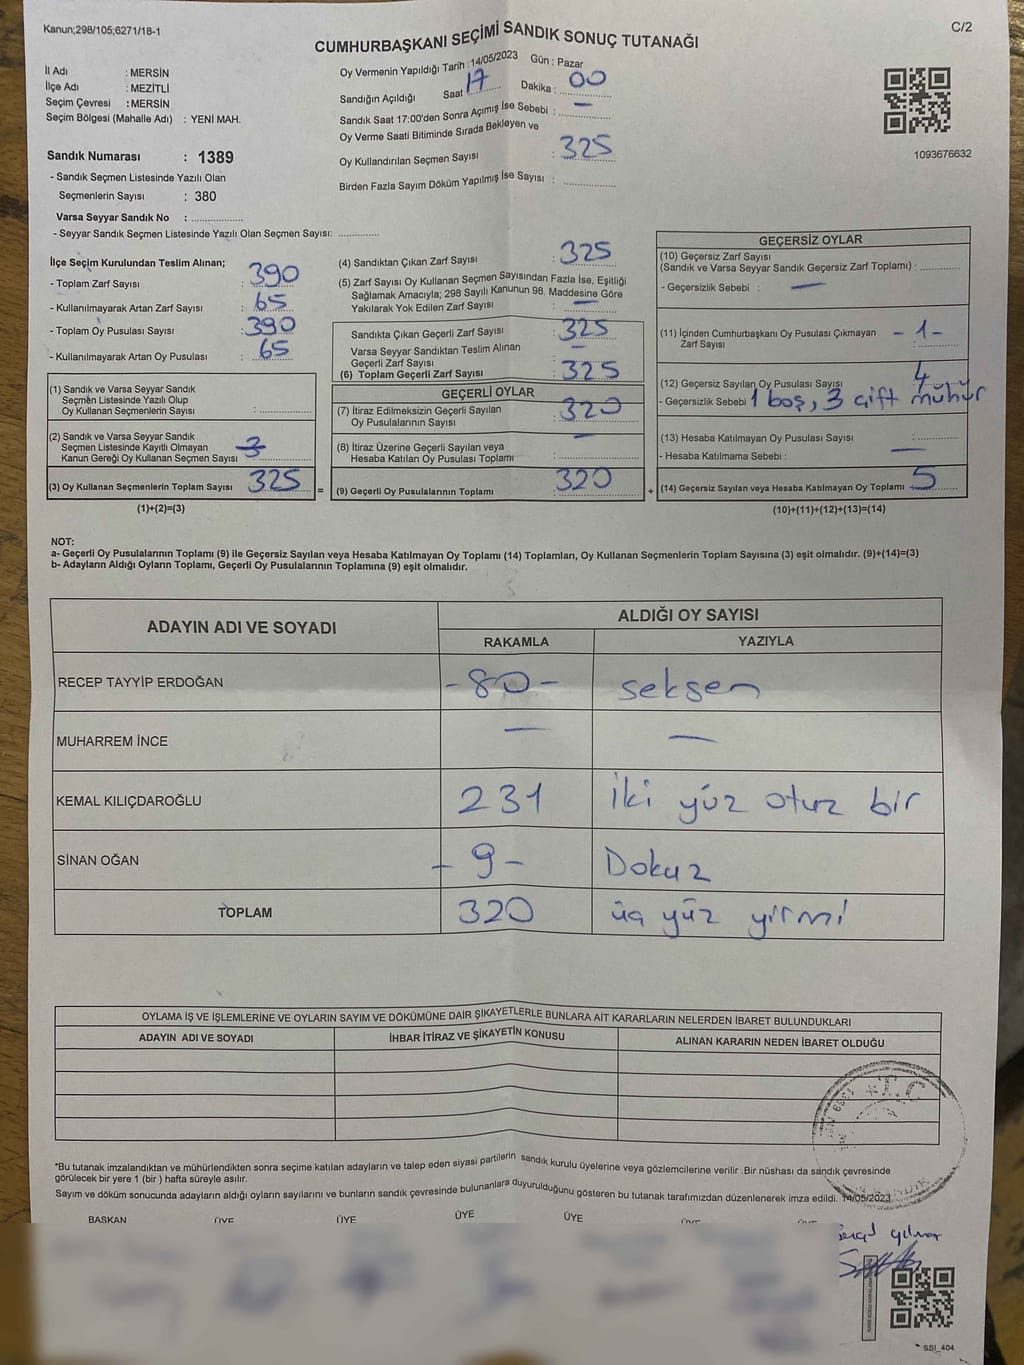 Kanun;298/105;6271/18-1
C/2
CUMHURBAŞKANI SEÇİMİ SANDIK SONUÇ TUTANAĞI
İl Adı : MERSİN
İlçe Adı : MEZİTLİ
Seçim Çevresi : MERSİN
Seçim Bölgesi (Mahalle Adı) : YENİ MAH.
Sandık Numarası : 1389
- Sandık Seçmen Listesinde Yazılı Olan
Seçmenlerin Sayısı : 380
Varsa Seyyar Sandık No : ..................
- Seyyar Sandık Seçmen Listesinde Yazılı Olan Seçmen Sayısı: ..............
Oy Vermenin Yapıldığı Tarih : 14/05/2023 Gün : Pazar
Sandığın Açıldığı Saat 17 Dakika : 00
Sandık Saat 17:00'den Sonra Açımış İse Sebebi : —
Oy Verme Saati Bitiminde Sırada Bekleyen ve
Oy Kullandırılan Seçmen Sayısı : 325
Birden Fazla Sayım Döküm Yapılmış İse Sayısı : ..............
1093676632
İlçe Seçim Kurulundan Teslim Alınan;
- Toplam Zarf Sayısı : 390
- Kullanılmayarak Artan Zarf Sayısı : 65
- Toplam Oy Pusulası Sayısı : 390
- Kullanılmayarak Artan Oy Pusulası : 65
(1) Sandık ve Varsa Seyyar Sandık
Seçmen Listesinde Yazılı Olup
Oy Kullanan Seçmenlerin Sayısı : ..............
(2) Sandık ve Varsa Seyyar Sandık
Seçmen Listesinde Kayıtlı Olmayan
Kanun Gereği Oy Kullanan Seçmen Sayısı : 3
(3) Oy Kullanan Seçmenlerin Toplam Sayısı : 325 =
(1)+(2)=(3)
(4) Sandıktan Çıkan Zarf Sayısı : 325
(5) Zarf Sayısı Oy Kullanan Seçmen Sayısından Fazla İse, Eşitliği
Sağlamak Amacıyla; 298 Sayılı Kanunun 98. Maddesine Göre
Yakılarak Yok Edilen Zarf Sayısı : —
Sandıkta Çıkan Geçerli Zarf Sayısı : 325
Varsa Seyyar Sandıktan Teslim Alınan
Geçerli Zarf Sayısı : —
(6) Toplam Geçerli Zarf Sayısı : 325
GEÇERLİ OYLAR
(7) İtiraz Edilmeksizin Geçerli Sayılan
Oy Pusulasının Sayısı : 320
(8) İtiraz Üzerine Geçerli Sayılan veya
Hesaba Katılan Oy Pusulası Toplamı : —
(9) Geçerli Oy Pusulalarının Toplamı : 320 +
GEÇERSİZ OYLAR
(10) Geçersiz Zarf Sayısı
(Sandık ve Varsa Seyyar Sandık Geçersiz Zarf Toplamı) : ............
- Geçersizlik Sebebi : —
(11) İçinden Cumhurbaşkanı Oy Pusulası Çıkmayan
Zarf Sayısı : -1-
(12) Geçersiz Sayılan Oy Pusulası Sayısı : 4
- Geçersizlik Sebebi 1 boş, 3 çift mühür
(13) Hesaba Katılmayan Oy Pusulası Sayısı : ............
- Hesaba Katılmama Sebebi : —
(14) Geçersiz Sayılan veya Hesaba Katılmayan Oy Toplamı : 5
(10)+(11)+(12)+(13)=(14)
NOT:
a- Geçerli Oy Pusulalarının Toplamı (9) ile Geçersiz Sayılan veya Hesaba Katılmayan Oy Toplamı (14) Toplamları, Oy Kullanan Seçmenlerin Toplam Sayısına (3) eşit olmalıdır. (9)+(14)=(3)
b- Adayların Aldığı Oyların Toplamı, Geçerli Oy Pusulalarının Toplamına (9) eşit olmalıdır.
ADAYIN ADI VE SOYADI ALDIĞI OY SAYISI
RAKAMLA YAZIYLA
RECEP TAYYİP ERDOĞAN -80- seksen
MUHARREM İNCE — —
KEMAL KILIÇDAROĞLU 231 İki yüz otuz bir
SİNAN OĞAN -9- Dokuz
TOPLAM 320 üç yüz yirmi
OYLAMA İŞ VE İŞLEMLERİNE VE OYLARIN SAYIM VE DÖKÜMÜNE DAİR ŞİKAYETLERLE BUNLARA AİT KARARLARIN NELERDEN İBARET BULUNDUKLARI
ADAYIN ADI VE SOYADI İHBAR İTİRAZ VE ŞİKAYETİN KONUSU ALINAN KARARIN NEDEN İBARET OLDUĞU
T.C
*Bu tutanak imzalandıktan ve mühürlendikten sonra seçime katılan adayların ve talep eden siyasi partilerin sandık kurulu üyelerine veya gözlemcilerine verilir .Bir nüshası da sandık çevresinde
görülecek bir yere 1 (bir ) hafta süreyle asılır.
Sayım ve döküm sonucunda adayların aldığı oyların sayılarını ve bunların sandık çevresinde bulunanlara duyurulduğunu gösteren bu tutanak tarafımızdan düzenlenerek imza edildi. 14/05/2023
BAŞKAN ÜYE ÜYE ÜYE ÜYE ÜYE ÜYE
SSI_404